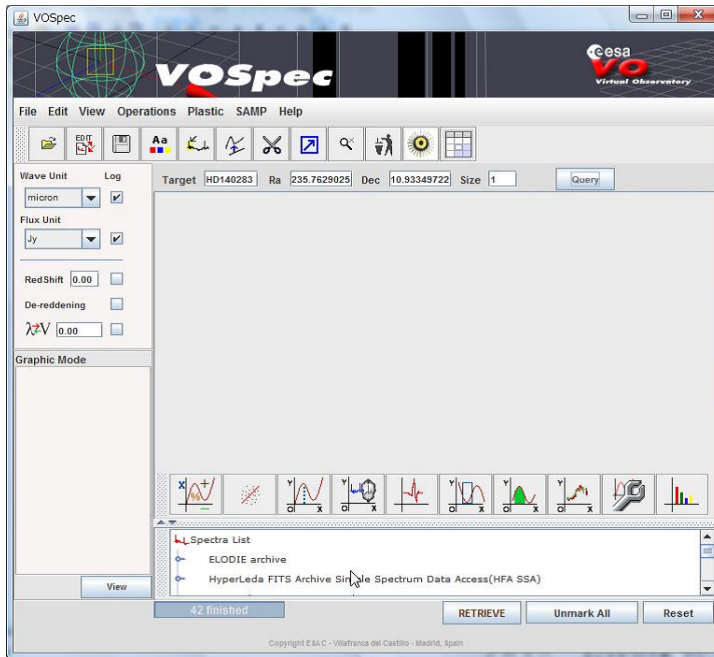 VOSpec
VOSpec
esa
VO
Virtual Observatory
File Edit View Operations Plastic SAMP Help
EDIT
Aa
Wave Unit Log
micron
Flux Unit
Jy
RedShift 0.00
De-reddening
λ⇄V 0.00
Target HD140283 Ra 235.7629025 Dec 10.93349722 Size 1 Query
Graphic Mode
Spectra List
ELODIE archive
HyperLeda FITS Archive Simple Spectrum Data Access(HFA SSA)
View
42 finished
RETRIEVE Unmark All Reset
Copyright ESAC - Villafranca del Castillo - Madrid, Spain